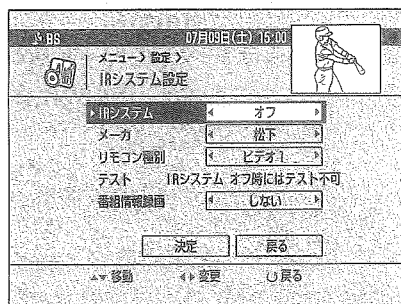 BS 07月09日(土) 15:00
メニュー〉設定〉
IRシステム設定
IRシステム オフ
メーカ 松下
リモコン種別 ビデオ1
テスト IRシステム オフ時にはテスト不可
番組情報録画 しない
決定 戻る
移動 変更 戻る